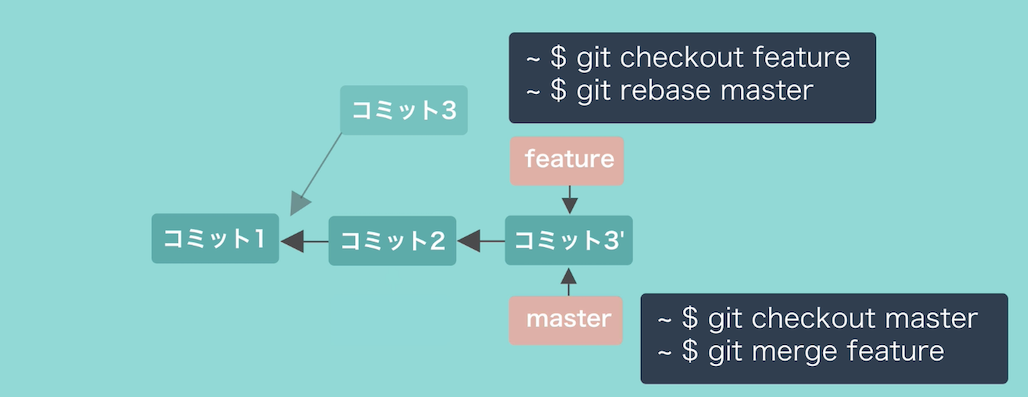 ~ $ git checkout feature
~ $ git rebase master
コミット3
feature
コミット1
コミット2
コミット3'
master
~ $ git checkout master
~ $ git merge feature